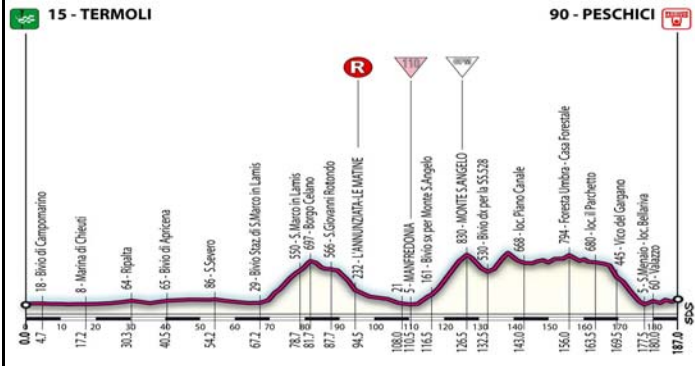 15 - TERMOLI
90 - PESCHICI
R
110
18 - Bivio di Campomarino
8 - Marina di Chieuti
64 - Ripalta
65 - Bivio di Apricena
86 - S.Severo
29 - Bivio Staz. di S.Marco in Lamis
550 - S. Marco in Lamis
697 - Borgo Celano
566 - S.Giovanni Rotondo
232 - L'ANNUNZIATA-LE MATINE
21
5 - MANFREDONIA
161 - Bivio sx per Monte S.Angelo
830 - MONTE S.ANGELO
530 - Bivio dx per la SS.528
668 - loc. Piano Canale
794 - Foresta Umbra - Casa Forestale
680 - loc. il Parchetto
445 - Vico del Gargano
5 - S.Menaio - loc. Bellariva
60 - Valazzo
10 20 30 40 50 60 70 80 90 100 110 120 130 140 150 160 170 180
0.0
4.7
17.2
30.3
40.5
54.2
67.2
78.7
81.7
87.7
94.5
108.0
110.5
116.5
126.5
132.5
143.0
156.0
163.5
169.5
177.5
180.0
187.0
SDS